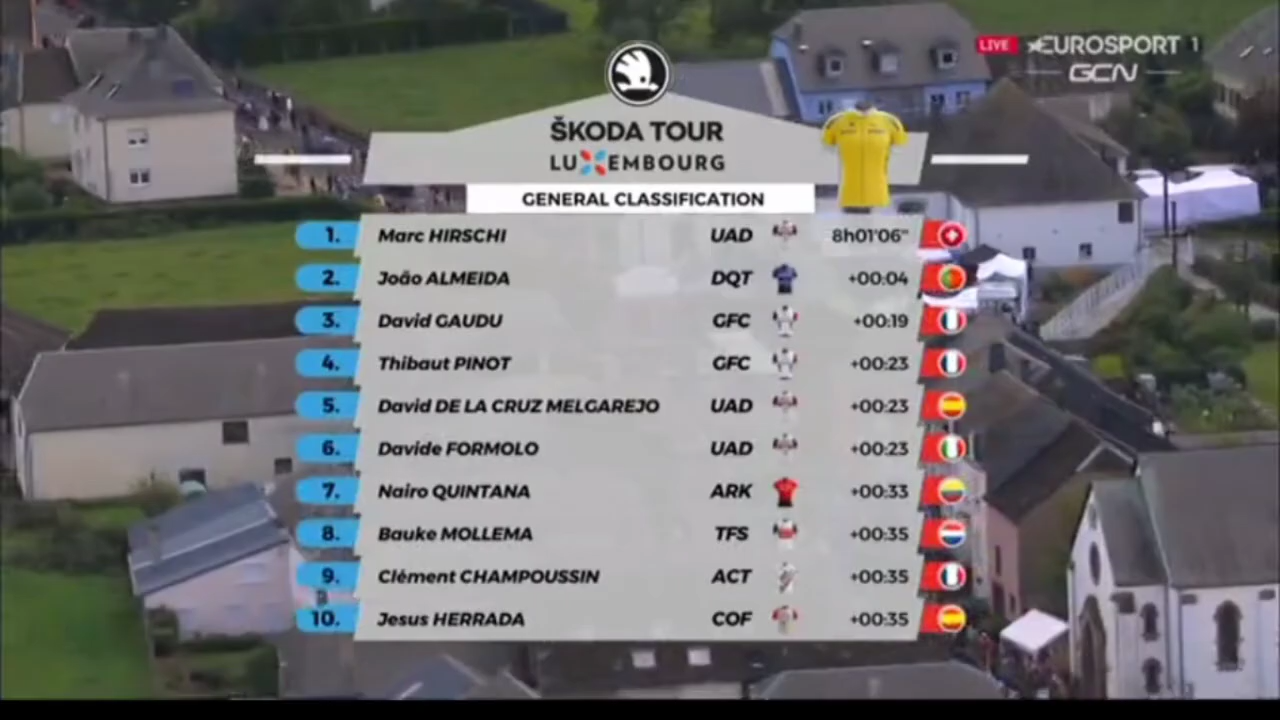 LIVE EUROSPORT 1
GCN
ŠKODA TOUR
LUXEMBOURG
GENERAL CLASSIFICATION
1. Marc HIRSCHI UAD 8h01'06"
2. João ALMEIDA DQT +00:04
3. David GAUDU GFC +00:19
4. Thibaut PINOT GFC +00:23
5. David DE LA CRUZ MELGAREJO UAD +00:23
6. Davide FORMOLO UAD +00:23
7. Nairo QUINTANA ARK +00:33
8. Bauke MOLLEMA TFS +00:35
9. Clément CHAMPOUSSIN ACT +00:35
10. Jesus HERRADA COF +00:35